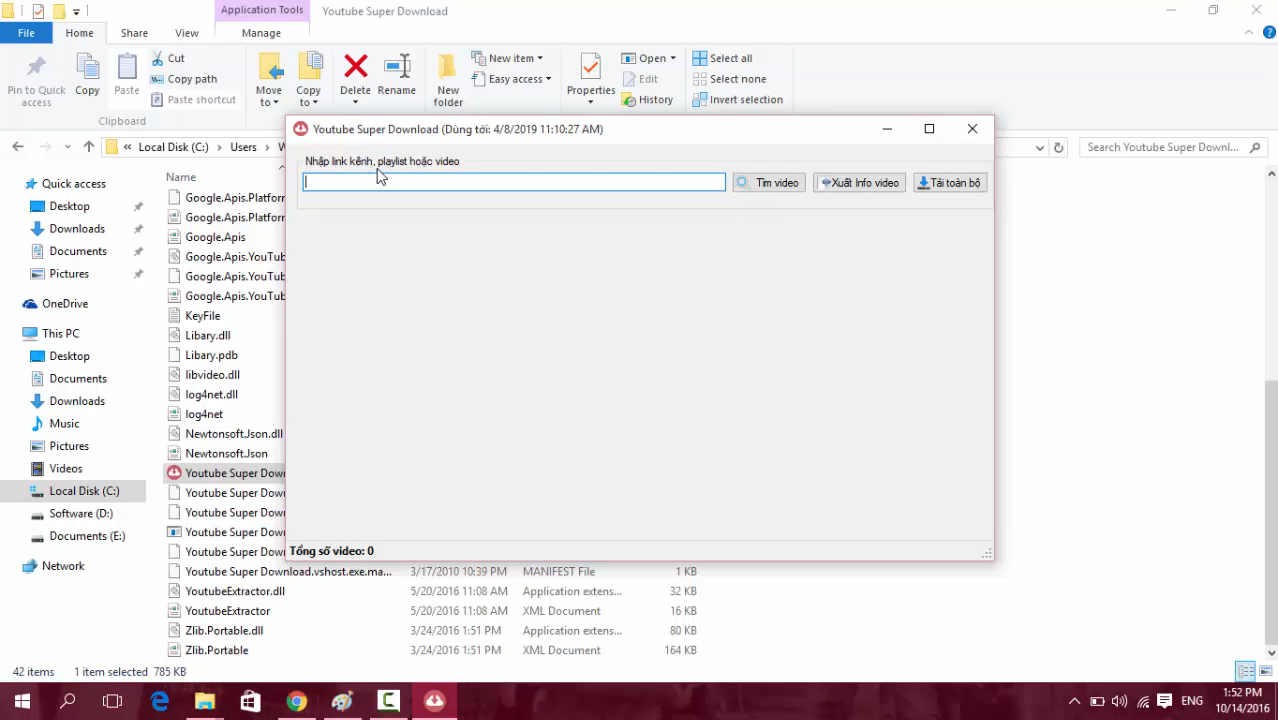 Application Tools
Youtube Super Download
File
Home
Share
View
Manage
Pin to Quick access
Copy
Paste
Cut
Copy path
Paste shortcut
Clipboard
Move to
Copy to
Delete
Rename
New folder
New item
Easy access
Properties
Open
Edit
History
Select all
Select none
Invert selection
« Local Disk (C:) › Users ›
Search Youtube Super Downl...
Quick access
Desktop
Downloads
Documents
Pictures
OneDrive
This PC
Desktop
Documents
Downloads
Music
Pictures
Videos
Local Disk (C:)
Software (D:)
Documents (E:)
Network
Name
Google.Apis.Platfor
Google.Apis.Platfor
Google.Apis
Google.Apis.YouTub
Google.Apis.YouTub
Google.Apis.YouTub
KeyFile
Libary.dll
Libary.pdb
libvideo.dll
log4net.dll
log4net
Newtonsoft.Json.dll
Newtonsoft.Json
Youtube Super Dow
Youtube Super Dow
Youtube Super Dow
Youtube Super Dow
Youtube Super Dow
Youtube Super Download.vshost.exe.ma... 3/17/2010 10:39 PM MANIFEST File 1 KB
YoutubeExtractor.dll 5/20/2016 11:08 AM Application extens... 32 KB
YoutubeExtractor 5/20/2016 11:08 AM XML Document 16 KB
Zlib.Portable.dll 3/24/2016 1:51 PM Application extens... 80 KB
Zlib.Portable 3/24/2016 1:51 PM XML Document 164 KB
Youtube Super Download (Dùng tới: 4/8/2019 11:10:27 AM)
Nhập link kênh, playlist hoặc video
Tìm video
Xuất Info video
Tải toàn bộ
Tổng số video: 0
42 items 1 item selected 785 KB
ENG
1:52 PM
10/14/2016